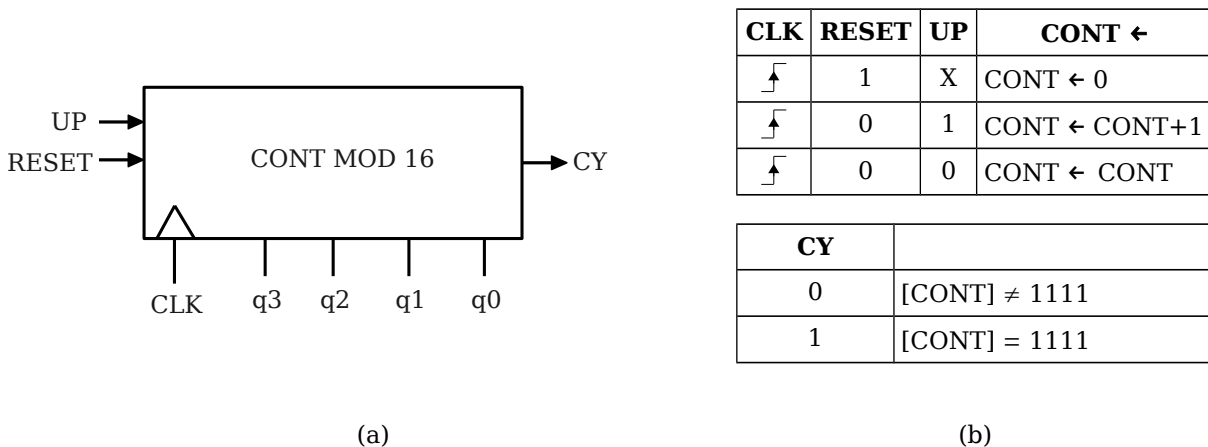 UP
RESET
CONT MOD 16
CY
CLK
q3 q2 q1 q0
(a)
CLK RESET UP CONT ←
1 X CONT ← 0
0 1 CONT ← CONT+1
0 0 CONT ← CONT
CY
0 [CONT] ≠ 1111
1 [CONT] = 1111
(b)